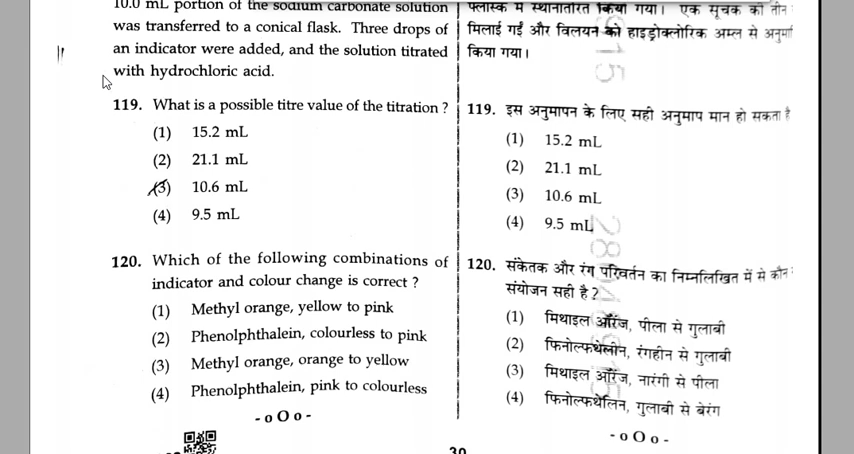 10.0 mL portion of the sodium carbonate solution
was transferred to a conical flask. Three drops of
an indicator were added, and the solution titrated
with hydrochloric acid.
119. What is a possible titre value of the titration ?
(1) 15.2 mL
(2) 21.1 mL
(3) 10.6 mL
(4) 9.5 mL
120. Which of the following combinations of
indicator and colour change is correct ?
(1) Methyl orange, yellow to pink
(2) Phenolphthalein, colourless to pink
(3) Methyl orange, orange to yellow
(4) Phenolphthalein, pink to colourless
- o O o -
फ्लास्क में स्थानांतरित किया गया। एक सूचक की तीन
मिलाई गईं और विलयन को हाइड्रोक्लोरिक अम्ल से
किया गया।
119. इस अनुमापन के लिए सही अनुमाप मान हो सकता है
(1) 15.2 mL
(2) 21.1 mL
(3) 10.6 mL
(4) 9.5 mL
120. संकेतक और रंग परिवर्तन का निम्नलिखित में से कौन
संयोजन सही है ?
(1) मिथाइल ऑरेंज, पीला से गुलाबी
(2) फिनोल्फथेलीन, रंगहीन से गुलाबी
(3) मिथाइल ऑरेंज, नारंगी से पीला
(4) फिनोल्फथेलिन, गुलाबी से बेरंग
- o O o -
30